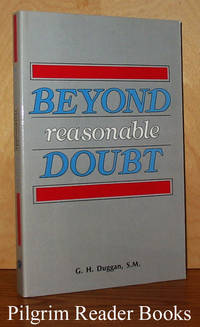 BEYOND
reasonable
DOUBT
G. H. Duggan, S.M.
Pilgrim Reader Books